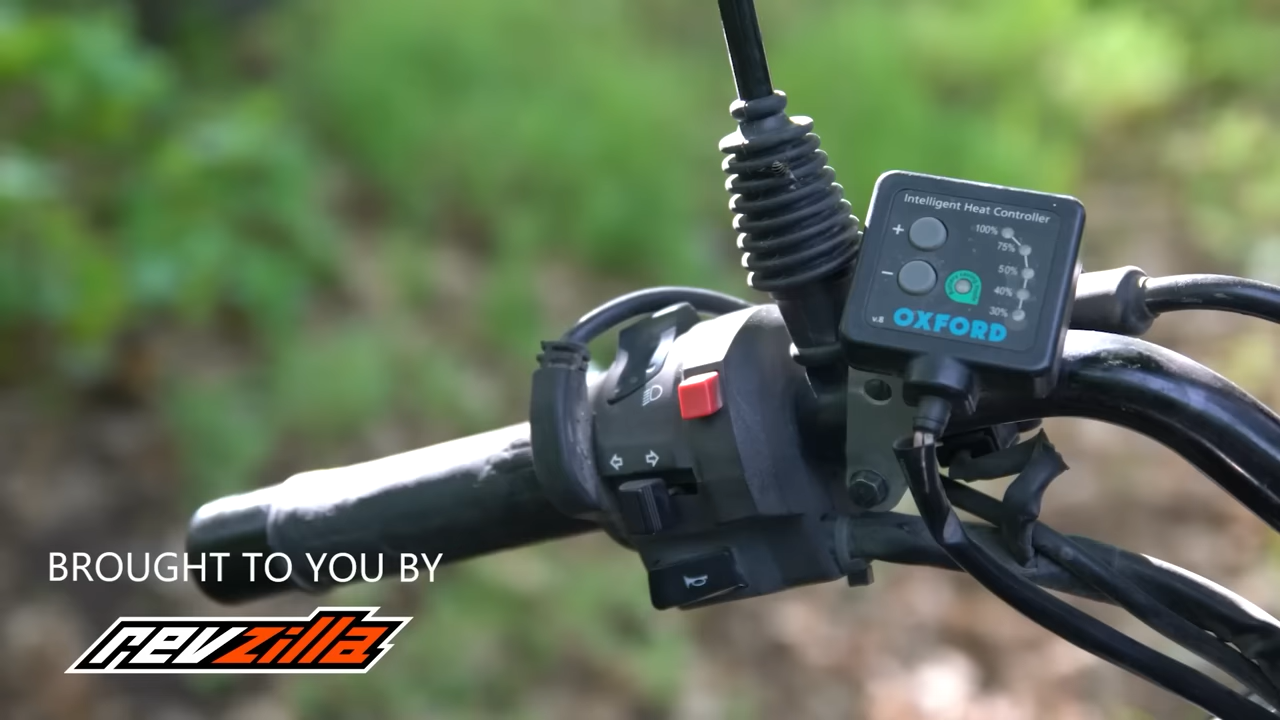 Intelligent Heat Controller
+
100%
75%
50%
−
40%
30%
v.8
OXFORD
BROUGHT TO YOU BY
revzilla